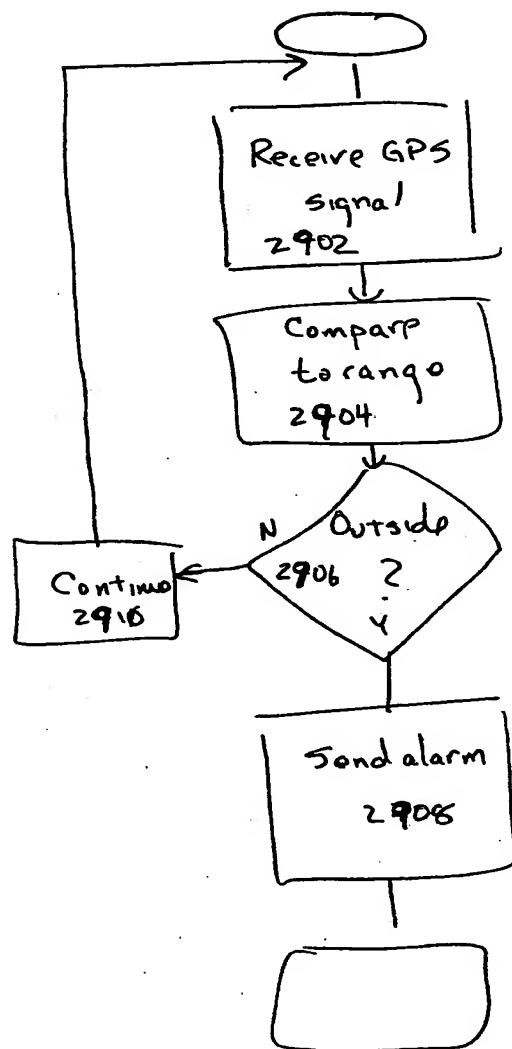 Receive GPS
signal
2902
Compare
to range
2904
N
Outside
2906 ?
Y
Continue
2910
Send alarm
2908